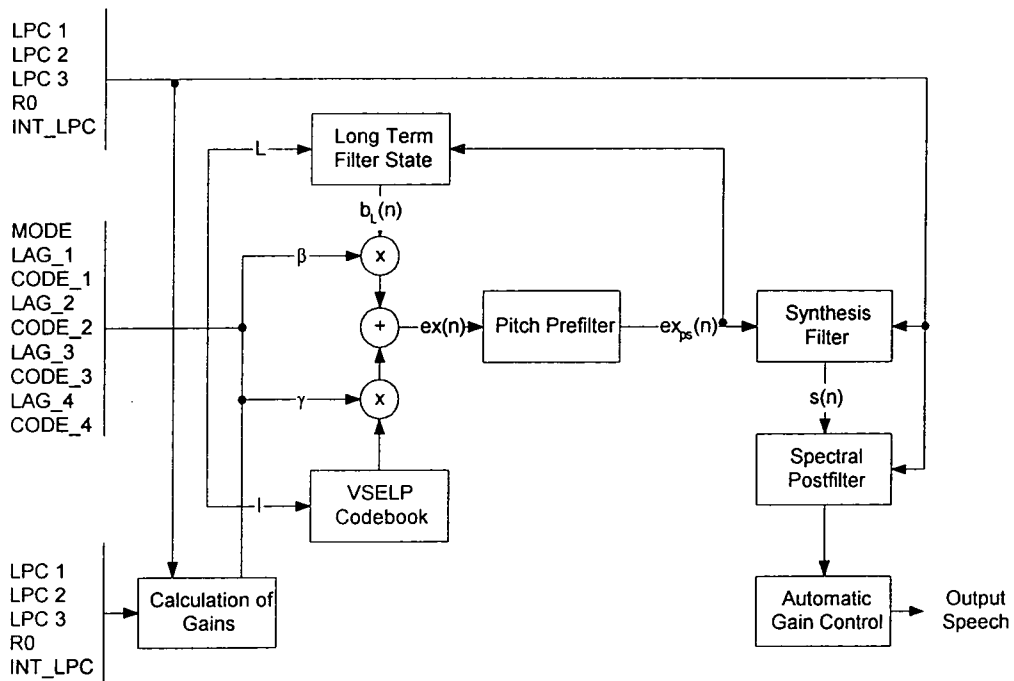 LPC 1
LPC 2
LPC 3
R0
INT_LPC
Long Term
Filter State
L
b_L(n)
MODE
LAG_1
CODE_1
LAG_2
CODE_2
LAG_3
CODE_3
LAG_4
CODE_4
β
x
+
ex(n)
Pitch Prefilter
ex_ps(n)
Synthesis
Filter
γ
x
s(n)
Spectral
Postfilter
I
VSELP
Codebook
LPC 1
LPC 2
LPC 3
R0
INT_LPC
Calculation of
Gains
Automatic
Gain Control
Output
Speech